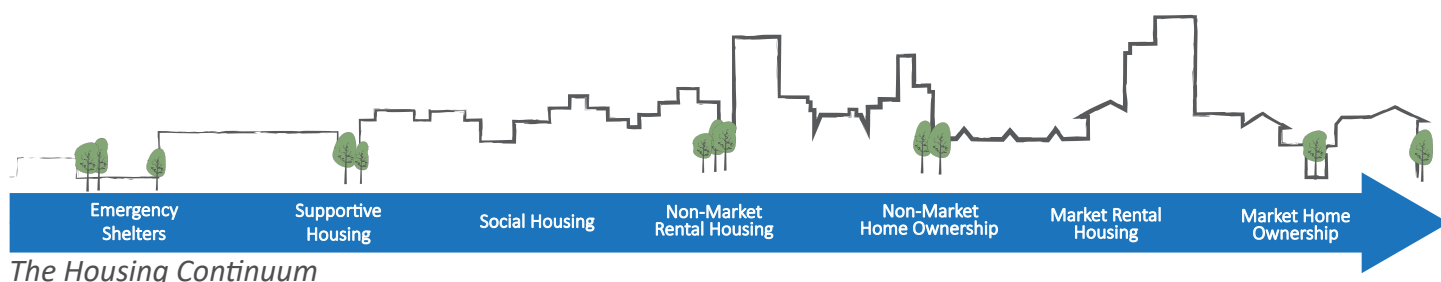 Emergency
Shelters
Supportive
Housing
Social Housing
Non-Market
Rental Housing
Non-Market
Home Ownership
Market Rental
Housing
Market Home
Ownership
The Housing Continuum